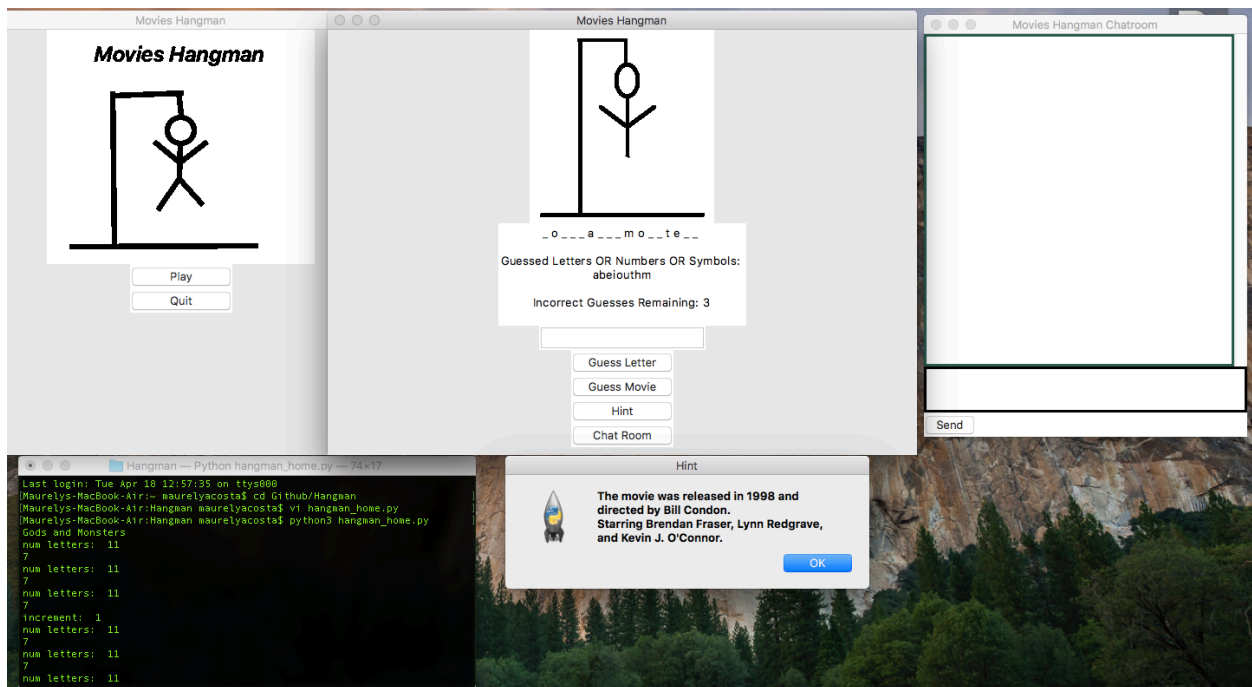 Movies Hangman
Movies Hangman
Play
Quit
Movies Hangman
_ o _ _ _ a _ _ _ m o _ _ t e _ _
Guessed Letters OR Numbers OR Symbols:
abeiouthm
Incorrect Guesses Remaining: 3
Guess Letter
Guess Movie
Hint
Chat Room
Movies Hangman Chatroom
Send
Hangman — Python hangman_home.py — 74×17
Last login: Tue Apr 18 12:57:35 on ttys000
[Maurelys-MacBook-Air:~ maurelyacosta$ cd Github/Hangman ]
[Maurelys-MacBook-Air:Hangman maurelyacosta$ vi hangman_home.py ]
[Maurelys-MacBook-Air:Hangman maurelyacosta$ python3 hangman_home.py ]
Gods and Monsters
num letters:  11
7
num letters:  11
7
num letters:  11
7
increment:  1
num letters:  11
7
num letters:  11
7
num letters:  11
Hint
The movie was released in 1998 and
directed by Bill Condon.
Starring Brendan Fraser, Lynn Redgrave,
and Kevin J. O'Connor.
OK